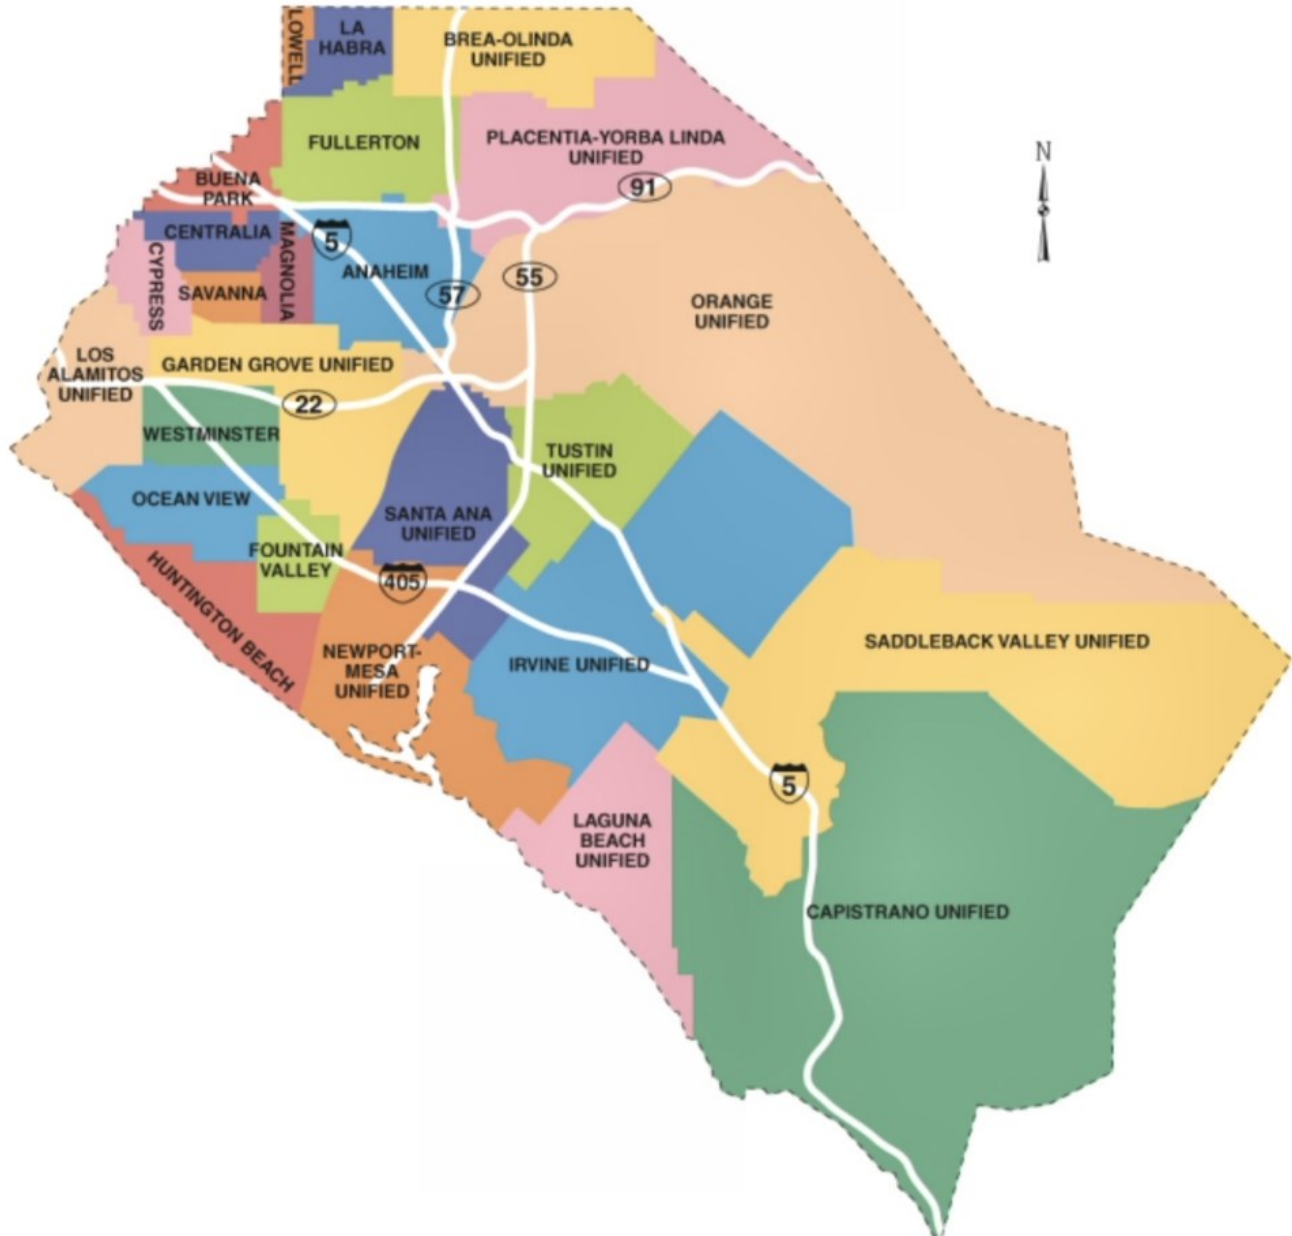 LOWELL
LA
HABRA
BREA-OLINDA
UNIFIED
FULLERTON
PLACENTIA-YORBA LINDA
UNIFIED
N
91
BUENA
PARK
CENTRALIA
MAGNOLIA
5
CYPRESS
SAVANNA
ANAHEIM
57
55
ORANGE
UNIFIED
LOS
ALAMITOS
UNIFIED
GARDEN GROVE UNIFIED
22
WESTMINSTER
TUSTIN
UNIFIED
OCEAN VIEW
SANTA ANA
UNIFIED
FOUNTAIN
VALLEY
405
HUNTINGTON BEACH
NEWPORT-
MESA
UNIFIED
IRVINE UNIFIED
SADDLEBACK VALLEY UNIFIED
5
LAGUNA
BEACH
UNIFIED
CAPISTRANO UNIFIED